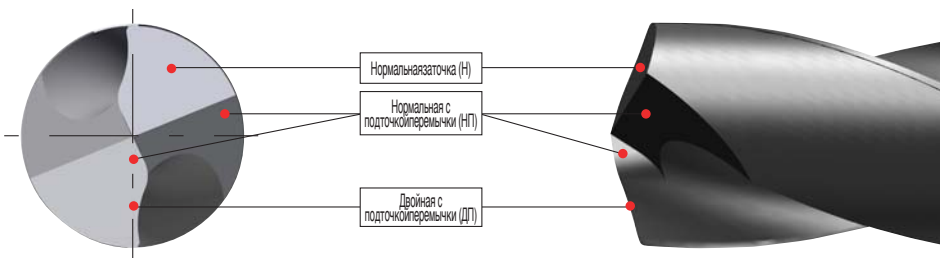 Нормальнаязаточка (Н)
Нормальная с
подточкойперемычки (НП)
Двойная с
подточкойперемычки (ДП)